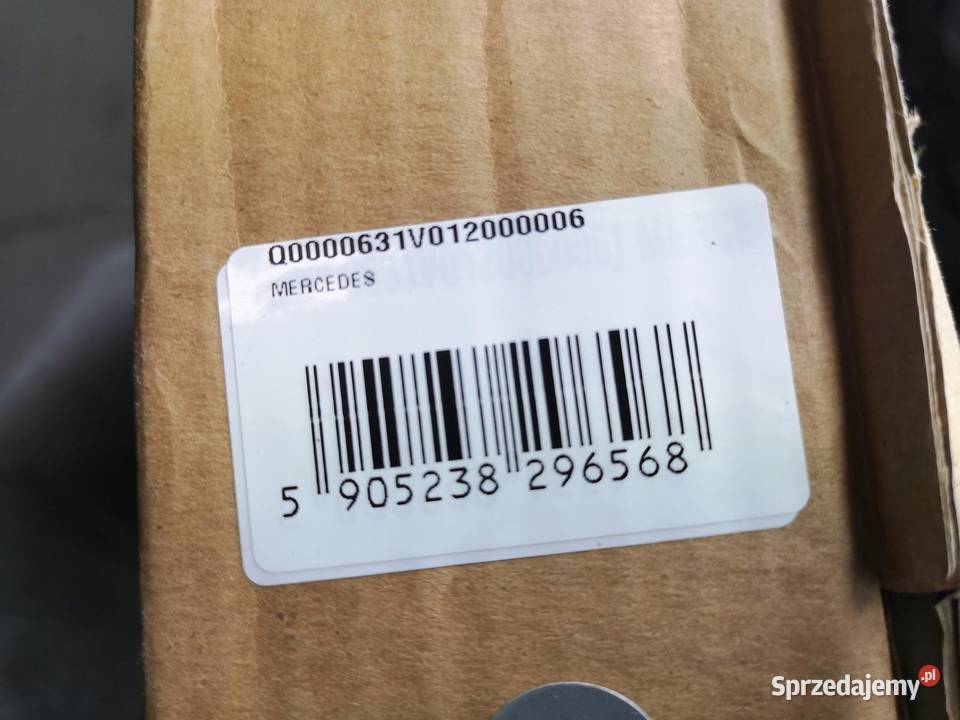 Q0000631V012000006
MERCEDES
5 905238 296568
Sprzedajemy.pl